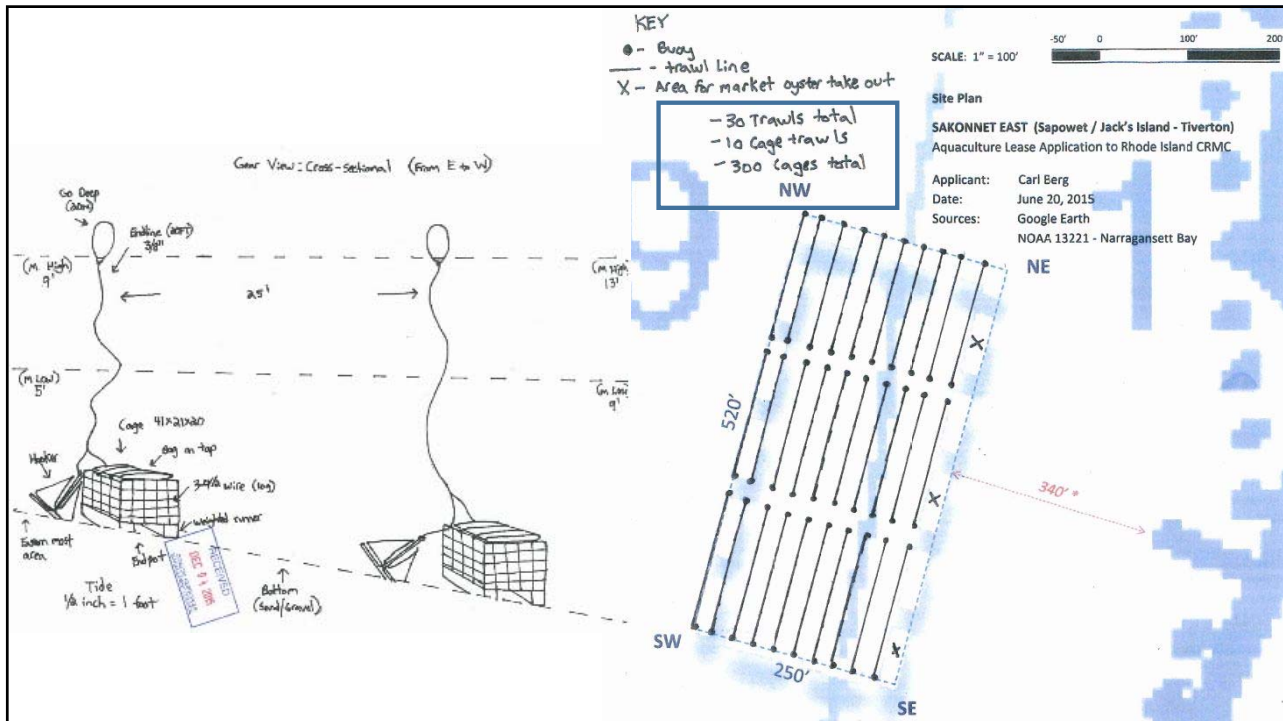 Gear View: Cross-sectional (From E to W)
Go Deep
Endline (20FT)
3/8"
(M. High)
9'
25'
13'
(M Low)
5'
9'
Cage 41x21x20
Bag on top
weighted runner
Eastern most
area
Tide
1/2 inch = 1 foot
RECEIVED
DEC 04 2015
Bottom
(Sand/Gravel)
KEY
- Buoy
- trawl line
X - Area for market oyster take out
- 30 Trawls total
- 10 Cage trawls
- 300 Cages total
NW
-50' 0 100' 200
SCALE: 1" = 100'
Site Plan
SAKONNET EAST (Sapowet / Jack's Island - Tiverton)
Aquaculture Lease Application to Rhode Island CRMC
Applicant: Carl Berg
Date: June 20, 2015
Sources: Google Earth
NOAA 13221 - Narragansett Bay
NE
X
520'
340' *
X
X
SW
250'
SE